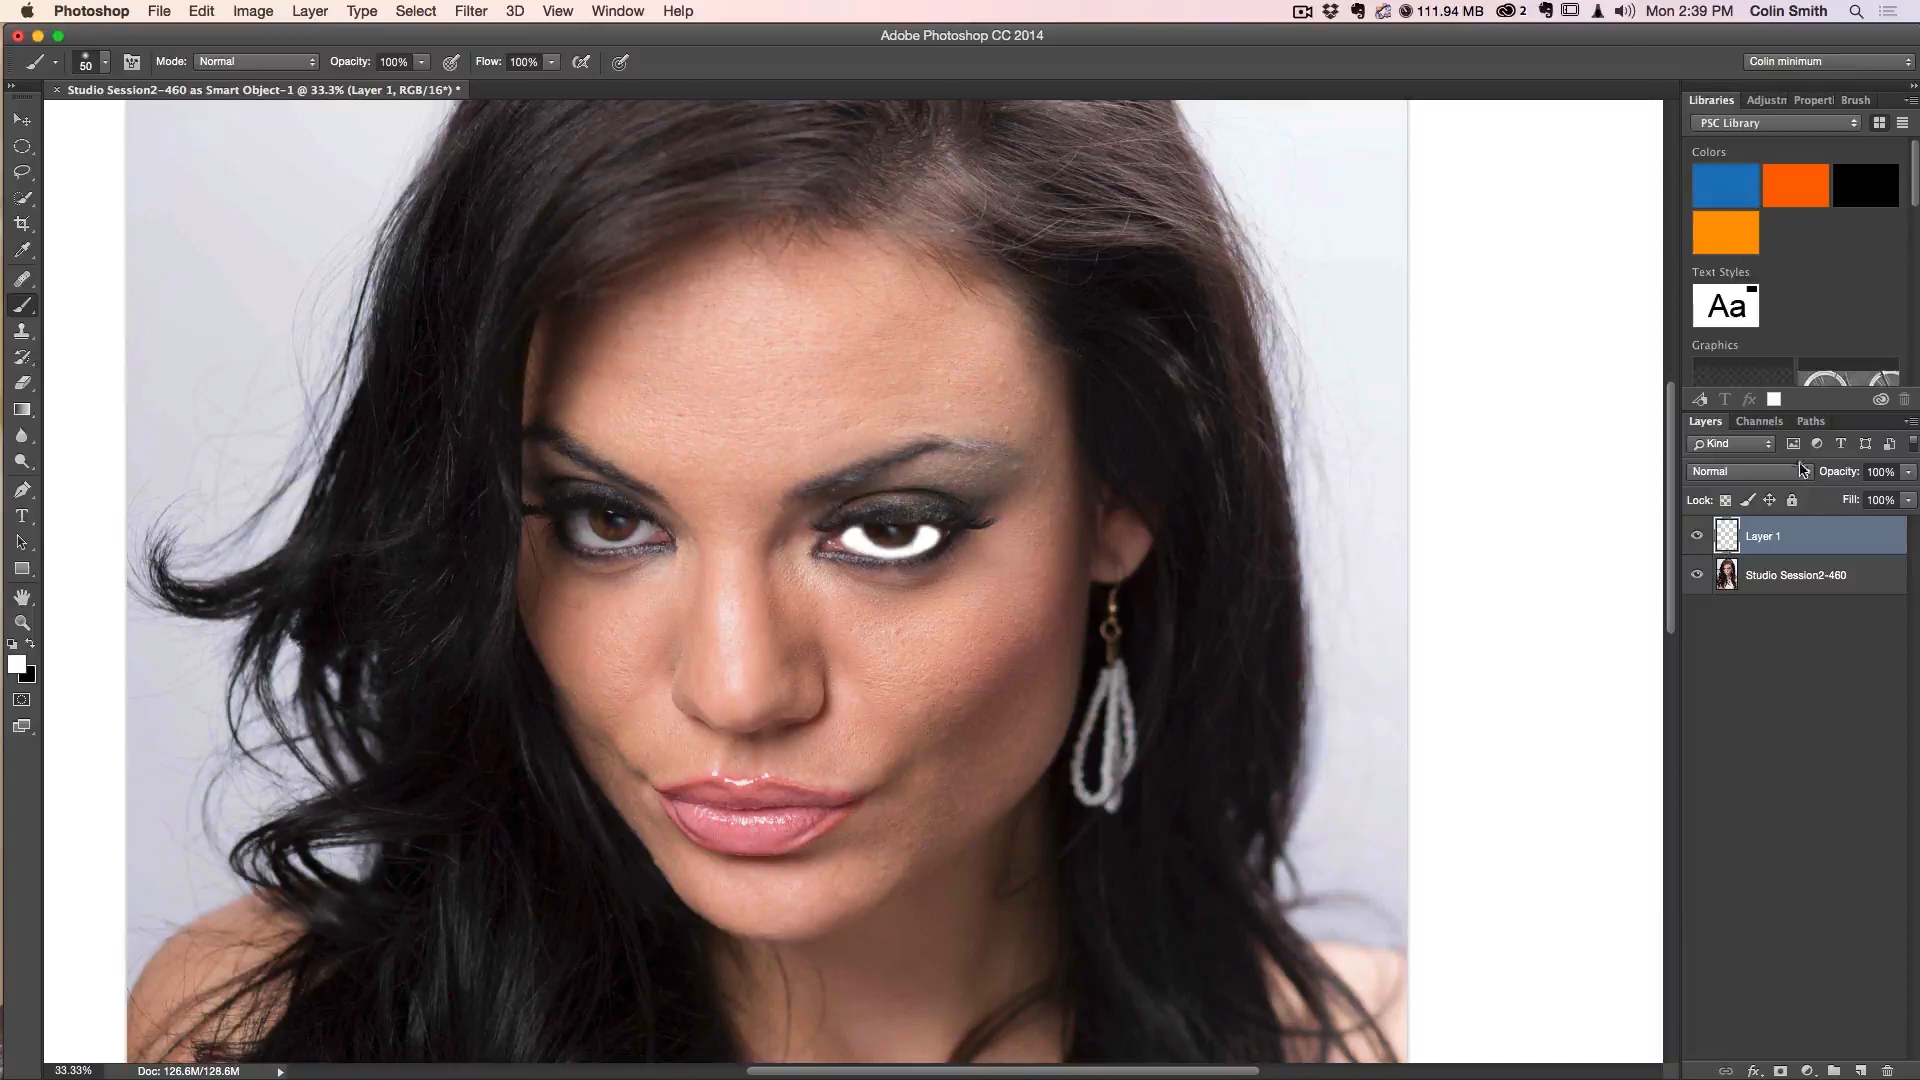 Photoshop File Edit Image Layer Type Select Filter 3D View Window Help 111.94 MB 2 Mon 2:39 PM Colin Smith
Adobe Photoshop CC 2014
50 Mode: Normal Opacity: 100% Flow: 100% Colin minimum
× Studio Session2-460 as Smart Object-1 @ 33.3% (Layer 1, RGB/16*) *
Libraries Adjustn Properti Brush
PSC Library
Colors
Text Styles
Aa
Graphics
T fx
Layers Channels Paths
Kind T
Normal Opacity: 100%
Lock: Fill: 100%
Layer 1
Studio Session2-460
T
33.33% Doc: 126.6M/128.6M
fx